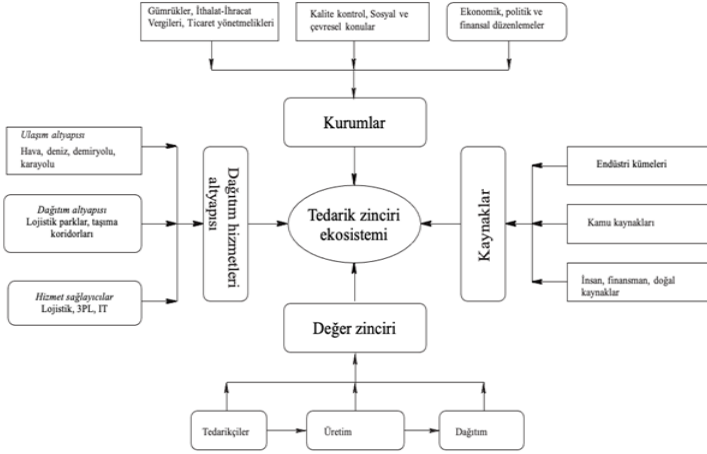 Gümrükler, İthalat-İhracat
Vergileri, Ticaret yönetmelikleri
Kalite kontrol, Sosyal ve
çevresel konular
Ekonomik, politik ve
finansal düzenlemeler
Kurumlar
Ulaşım altyapısı
Hava, deniz, demiryolu,
karayolu
Dağıtım altyapısı
Lojistik parklar, taşıma
koridorları
Hizmet sağlayıcılar
Lojistik, 3PL, IT
Dağıtım hizmetleri
altyapısı
Tedarik zinciri
ekosistemi
Kaynaklar
Endüstri kümeleri
Kamu kaynakları
İnsan, finansman, doğal
kaynaklar
Değer zinciri
Tedarikçiler
Üretim
Dağıtım